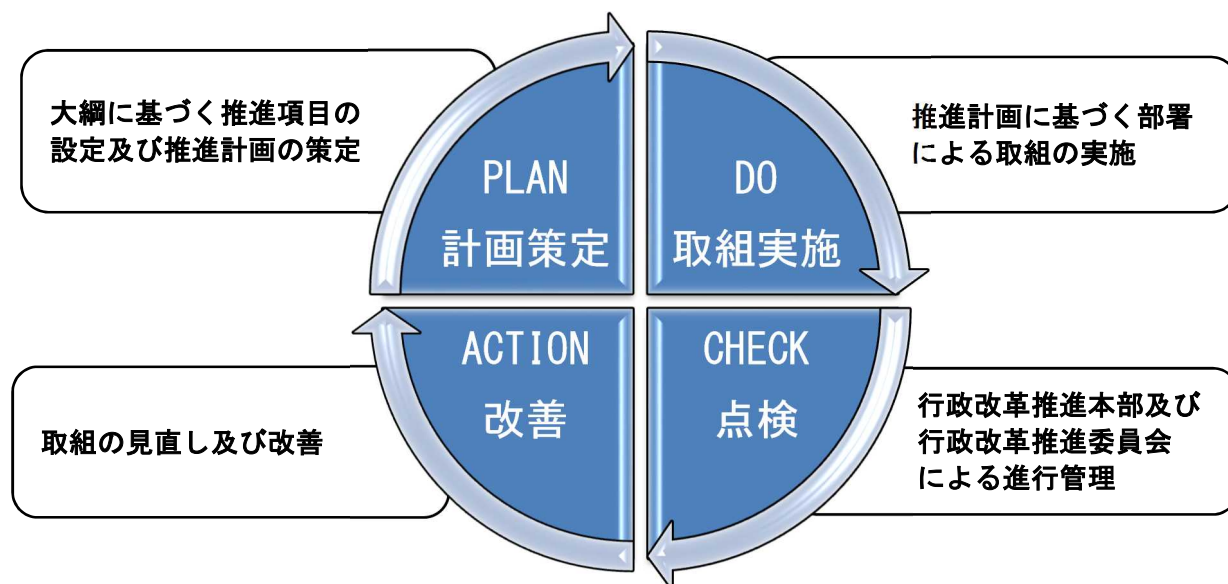 大綱に基づく推進項目の
設定及び推進計画の策定
PLAN
計画策定
DO
取組実施
推進計画に基づく部署
による取組の実施
取組の見直し及び改善
ACTION
改善
CHECK
点検
行政改革推進本部及び
行政改革推進委員会
による進行管理